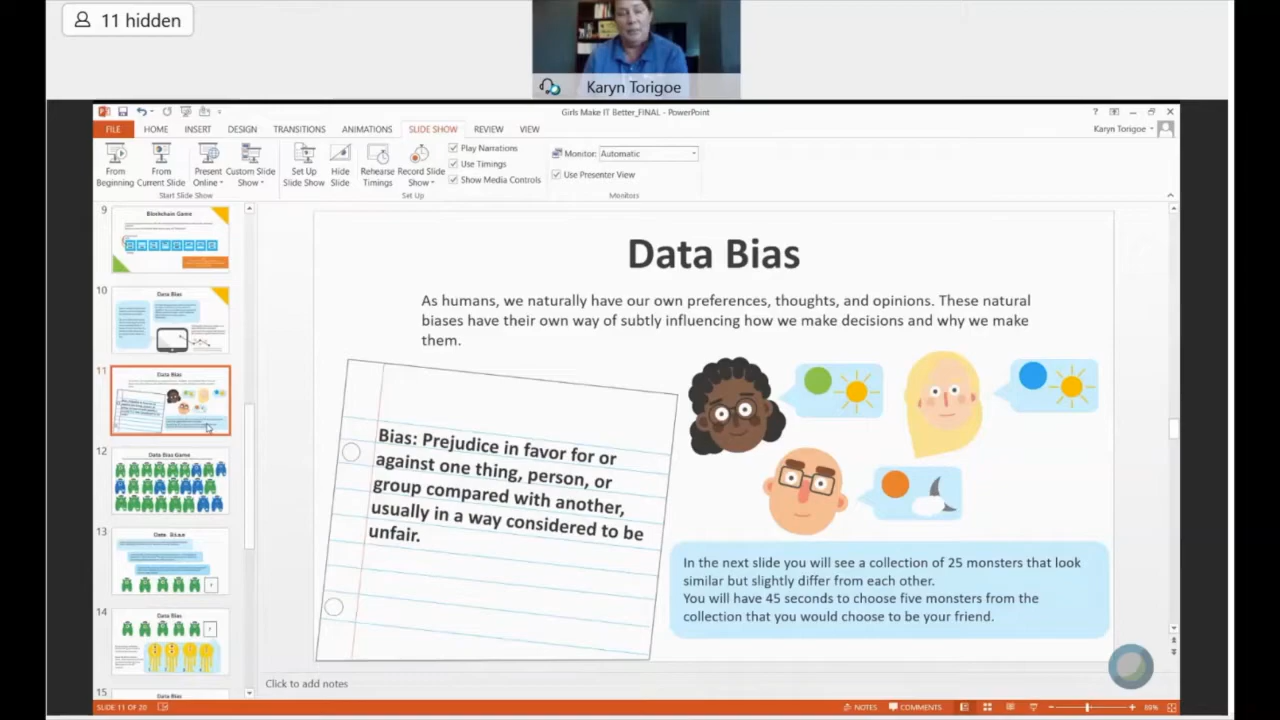 11 hidden
Karyn Torigoe
Girls Make IT Better_FINAL - PowerPoint
?
FILE HOME INSERT DESIGN TRANSITIONS ANIMATIONS SLIDE SHOW REVIEW VIEW
Karyn Torigoe
From Beginning
From Current Slide
Present Online
Custom Slide Show
Set Up Slide Show
Hide Slide
Rehearse Timings
Record Slide Show
Play Narrations
Use Timings
Show Media Controls
Monitor: Automatic
Use Presenter View
Start Slide Show
Set Up
Monitors
9
Blockchain Game
10
Data Bias
11
Data Bias
12
Data Bias Game
13
Data Bias
14
Data Bias
15
Data Bias
Data Bias
As humans, we naturally have our own preferences, thoughts, and opinions. These natural
biases have their own way of subtly influencing how we make decisions and why we make
them.
Bias: Prejudice in favor for or
against one thing, person, or
group compared with another,
usually in a way considered to be
unfair.
In the next slide you will see a collection of 25 monsters that look
similar but slightly differ from each other.
You will have 45 seconds to choose five monsters from the
collection that you would choose to be your friend.
Click to add notes
SLIDE 11 OF 20
NOTES COMMENTS
89%